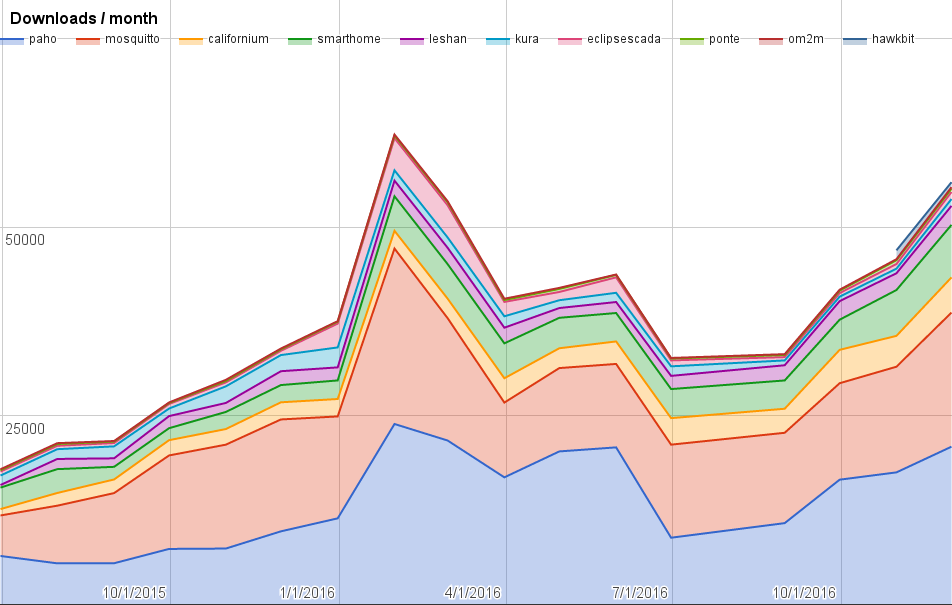 Downloads / month
paho mosquitto californium smarthome leshan kura eclipsescada ponte om2m hawkbit
50000
25000
10/1/2015 1/1/2016 4/1/2016 7/1/2016 10/1/2016